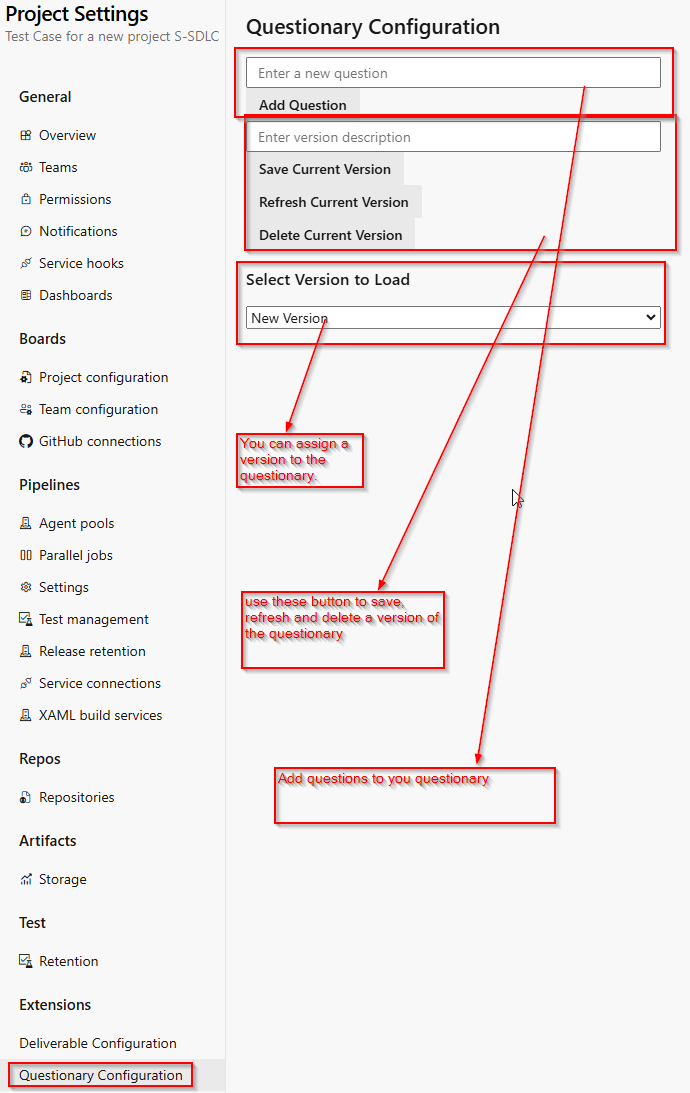 Project Settings
Test Case for a new project S-SDLC
General
Overview
Teams
Permissions
Notifications
Service hooks
Dashboards
Boards
Project configuration
Team configuration
GitHub connections
Pipelines
Agent pools
Parallel jobs
Settings
Test management
Release retention
Service connections
XAML build services
Repos
Repositories
Artifacts
Storage
Test
Retention
Extensions
Deliverable Configuration
Questionary Configuration
Questionary Configuration
Enter a new question
Add Question
Enter version description
Save Current Version
Refresh Current Version
Delete Current Version
Select Version to Load
New Version
You can assign a
version to the
questionary.
use these button to save,
refresh and delete a version of
the questionary
Add questions to you questionary